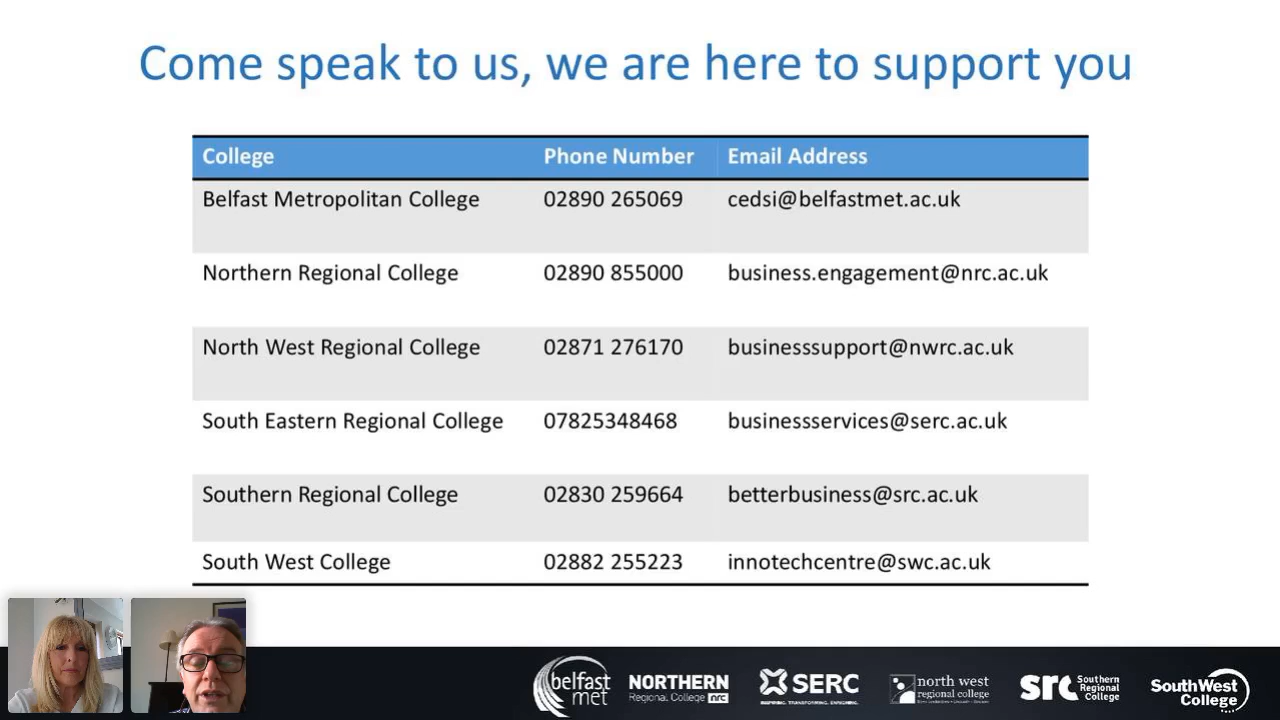 Come speak to us, we are here to support you
College Phone Number Email Address
Belfast Metropolitan College 02890 265069 cedsi@belfastmet.ac.uk
Northern Regional College 02890 855000 business.engagement@nrc.ac.uk
North West Regional College 02871 276170 businesssupport@nwrc.ac.uk
South Eastern Regional College 07825348468 businessservices@serc.ac.uk
Southern Regional College 02830 259664 betterbusiness@src.ac.uk
South West College 02882 255223 innotechcentre@swc.ac.uk
belfast
met
NORTHERN
Regional College nrc
SERC
INSPIRING. TRANSFORMING. ENRICHING.
north west
regional college
src
Southern
Regional
College
SouthWest
College